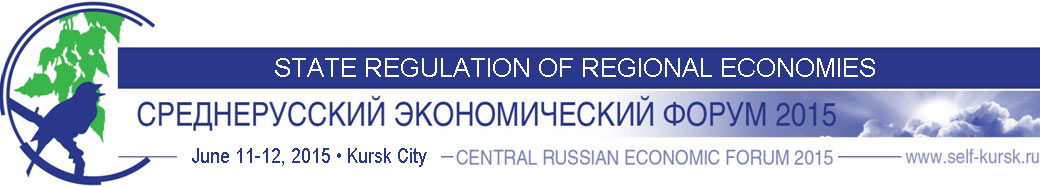 STATE REGULATION OF REGIONAL ECONOMIES
СРЕДНЕРУССКИЙ ЭКОНОМИЧЕСКИЙ ФОРУМ 2015
June 11-12, 2015 • Kursk City — CENTRAL RUSSIAN ECONOMIC FORUM 2015 — www.self-kursk.ru